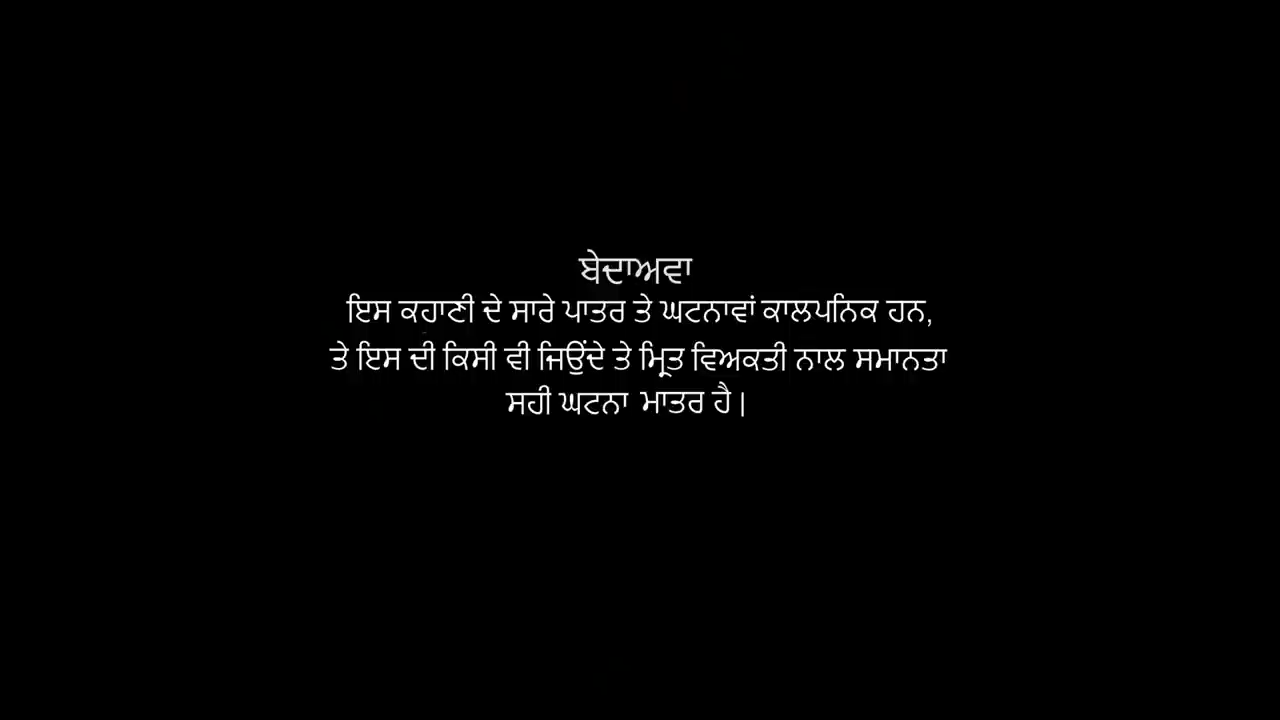 ਬੇਦਾਅਵਾ
ਇਸ ਕਹਾਣੀ ਦੇ ਸਾਰੇ ਪਾਤਰ ਤੇ ਘਟਨਾਵਾਂ ਕਾਲਪਨਿਕ ਹਨ,
ਤੇ ਇਸ ਦੀ ਕਿਸੀ ਵੀ ਜਿਉਂਦੇ ਤੇ ਮ੍ਰਿਤ ਵਿਅਕਤੀ ਨਾਲ ਸਮਾਨਤਾ
ਸਹੀ ਘਟਨਾ ਮਾਤਰ ਹੈ |